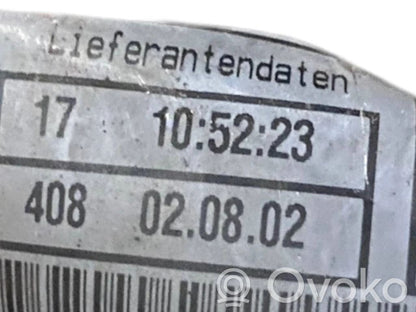 Lieferantendaten
17 10:52:23
408 02.08.02
Ovoko